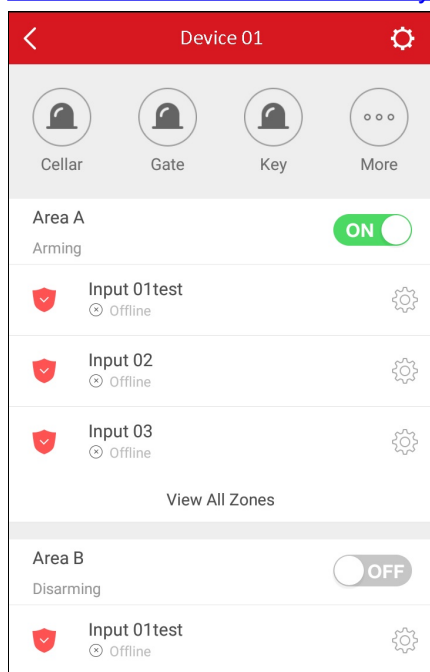 Device 01
Cellar Gate Key More
Area A
ON
Arming
Input 01test
Offline
Input 02
Offline
Input 03
Offline
View All Zones
Area B
OFF
Disarming
Input 01test
Offline